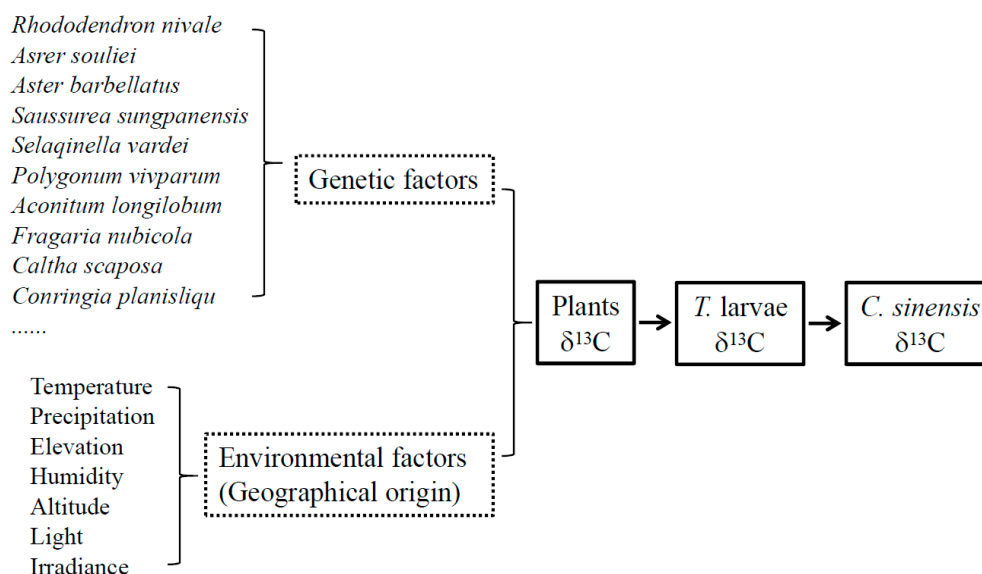 Rhododendron nivale
Asrer souliei
Aster barbellatus
Saussurea sungpanensis
Selaqinella vardei
Polygonum vivparum
Aconitum longilobum
Fragaria nubicola
Caltha scaposa
Conringia planisliqu
......
Genetic factors
Temperature
Precipitation
Elevation
Humidity
Altitude
Light
Irradiance
Environmental factors
(Geographical origin)
Plants
δ¹³C
T. larvae
δ¹³C
C. sinensis
δ¹³C